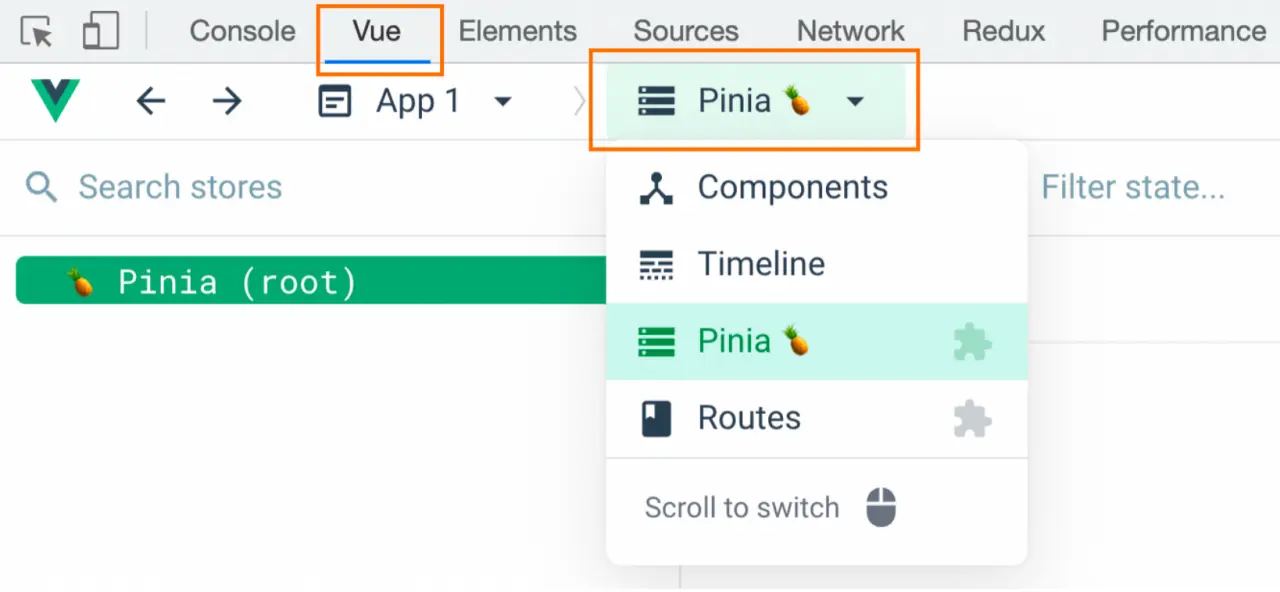 Console Vue Elements Sources Network Redux Performance
App 1 Pinia 🍍
Search stores
Components
Filter state...
Timeline
🍍 Pinia (root)
Pinia 🍍
Routes
Scroll to switch